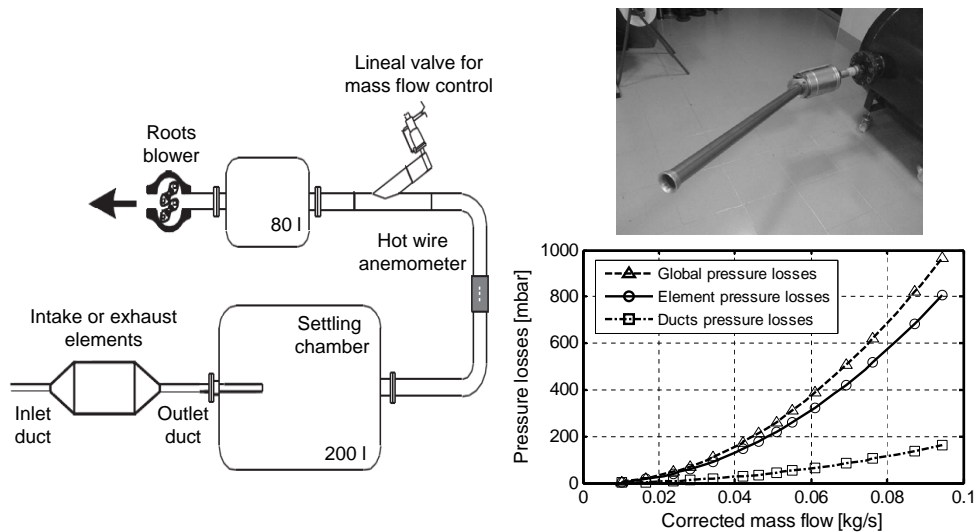 Lineal valve for
mass flow control
Roots
blower
80 l
Hot wire
anemometer
Intake or exhaust
elements
Settling
chamber
Inlet
duct
Outlet
duct
200 l
Pressure losses [mbar]
1000
800
600
400
200
0
Global pressure losses
Element pressure losses
Ducts pressure losses
0 0.02 0.04 0.06 0.08 0.1
Corrected mass flow [kg/s]